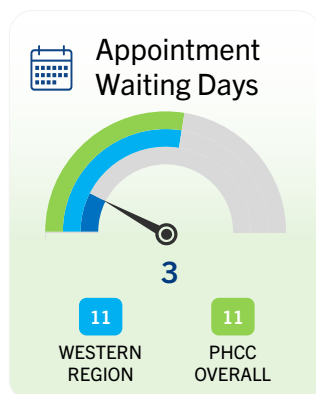 Appointment
Waiting Days
3
11
11
WESTERN
REGION
PHCC
OVERALL